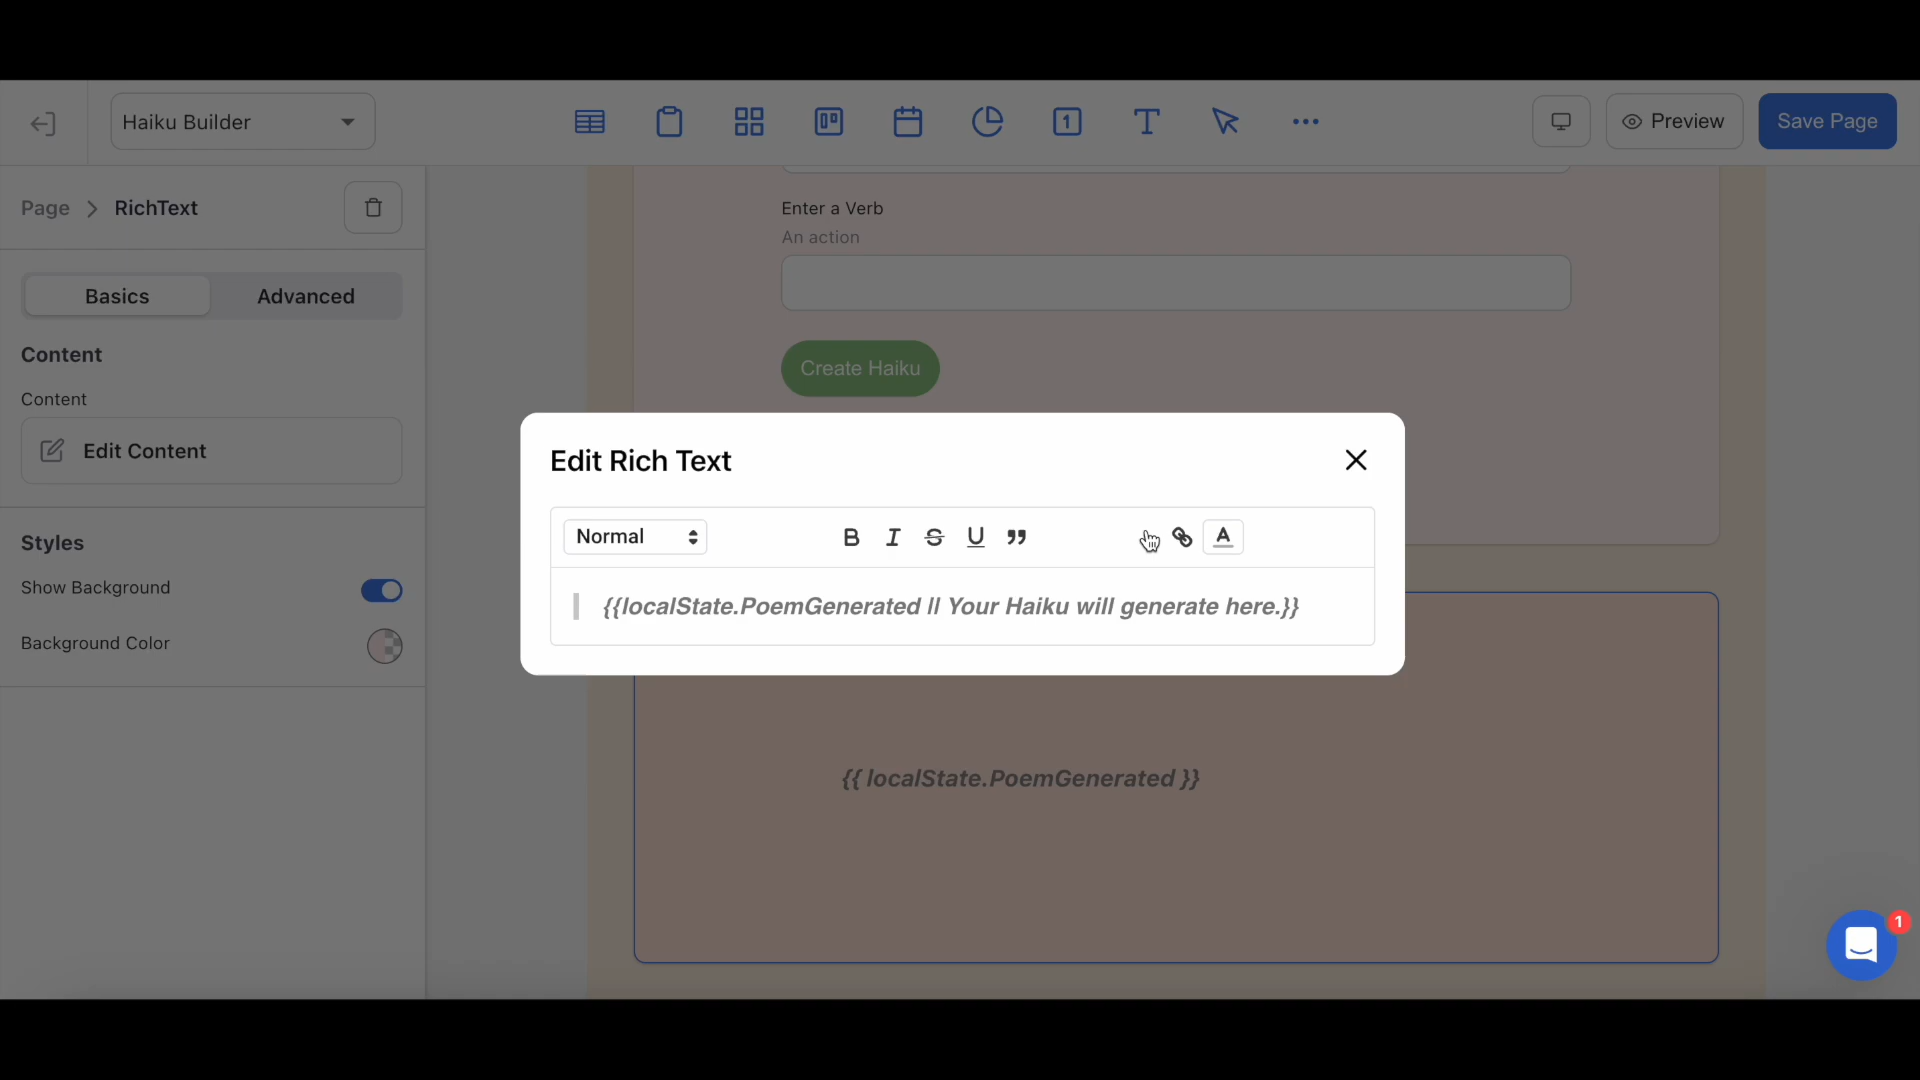 Haiku Builder
1
T
Preview
Save Page
Page > RichText
Basics
Advanced
Content
Content
Edit Content
Styles
Show Background
Background Color
Enter a Verb
An action
Create Haiku
Edit Rich Text
Normal
B I S U ” A
{{localState.PoemGenerated || Your Haiku will generate here.}}
{{ localState.PoemGenerated }}
1